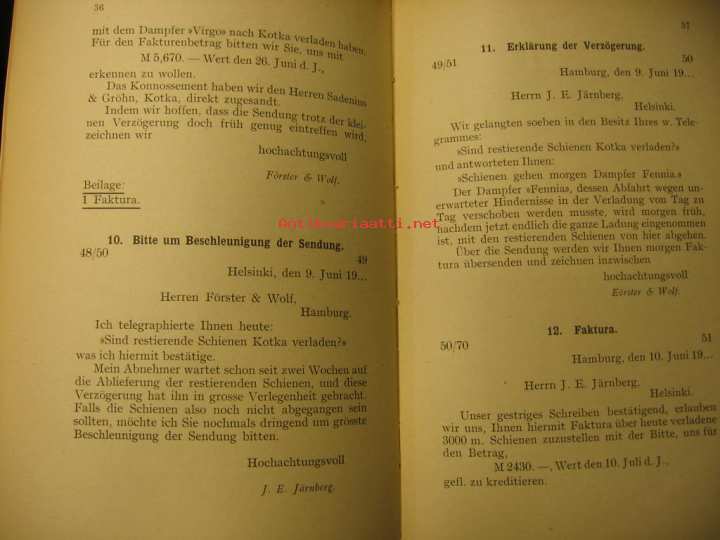 36
mit dem Dampfer »Virgo» nach Kotka verladen haben.
Für den Fakturenbetrag bitten wir Sie, uns mit
M 5,670. — Wert den 26. Juni d. J.,
erkennen zu wollen.
Das Konnossement haben wir den Herren Sadenius
& Gröhn, Kotka, direkt zugesandt.
Indem wir hoffen, dass die Sendung trotz der klei-
nen Verzögerung doch früh genug eintreffen wird,
zeichnen wir
hochachtungsvoll
Förster & Wolf.
Beilage:
1 Faktura.
10. Bitte um Beschleunigung der Sendung.
48/50
49
Helsinki, den 9. Juni 19...
Herren Förster & Wolf,
Hamburg.
Ich telegraphierte Ihnen heute:
»Sind restierende Schienen Kotka verladen?»
was ich hiermit bestätige.
Mein Abnehmer wartet schon seit zwei Wochen auf
die Ablieferung der restierenden Schienen, und diese
Verzögerung hat ihn in grosse Verlegenheit gebracht.
Falls die Schienen also noch nicht abgegangen sein
sollten, möchte ich Sie nochmals dringend um grösste
Beschleunigung der Sendung bitten.
Hochachtungsvoll
J. E. Järnberg.
37
11. Erklärung der Verzögerung.
49/51
50
Hamburg, den 9. Juni 19...
Herrn J. E. Järnberg,
Helsinki.
Wir gelangten soeben in den Besitz Ihres w. Tele-
grammes:
»Sind restierende Schienen Kotka verladen?»
und antworteten Ihnen:
»Schienen gehen morgen Dampfer Fennia.»
Der Dampfer »Fennia», dessen Abfahrt wegen un-
erwarteter Hindernisse in der Verladung von Tag zu
Tag verschoben werden musste, wird morgen früh,
nachdem jetzt endlich die ganze Ladung eingenommen
ist, mit den restierenden Schienen von hier abgehen.
Über die Sendung werden wir Ihnen morgen Fak-
tura übersenden und zeichnen inzwischen
hochachtungsvoll
Förster & Wolf.
12. Faktura.
50/70
51
Hamburg, den 10. Juni 19...
Herrn J. E. Järnberg,
Helsinki.
Unser gestriges Schreiben bestätigend, erlauben
wir uns, Ihnen hiermit Faktura über heute verladene
3000 m. Schienen zuzustellen mit der Bitte, uns für
den Betrag,
M 2430. —, Wert den 10. Juli d. J.,
gefl. zu kreditieren.
Antikvariaatti.net